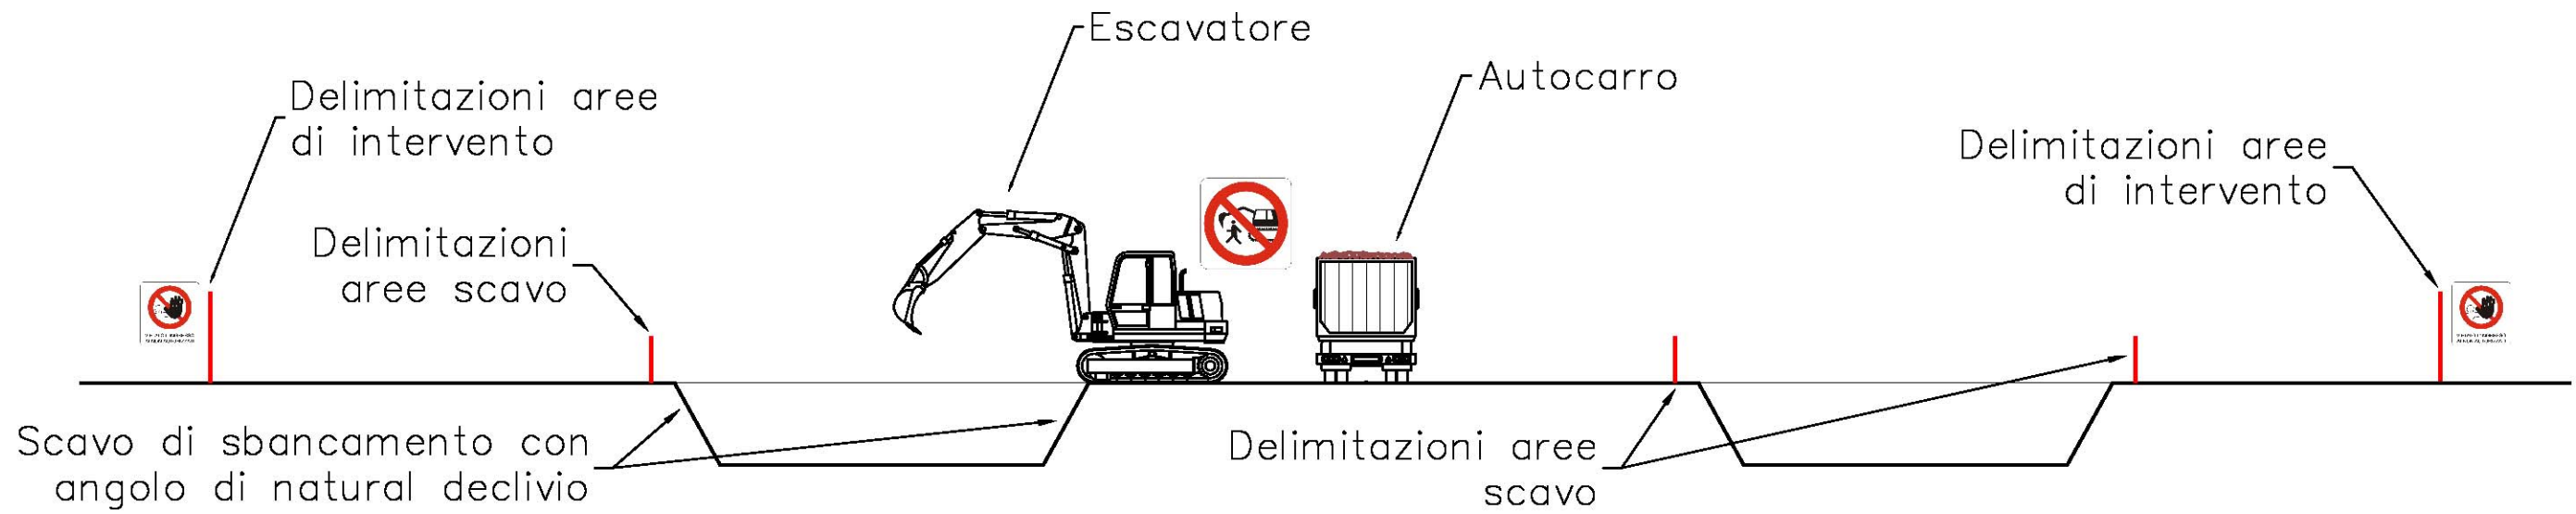 Escavatore
Autocarro
Delimitazioni aree
di intervento
Delimitazioni aree
di intervento
Delimitazioni
aree scavo
Scavo di sbancamento con
angolo di natural declivio
Delimitazioni aree
scavo